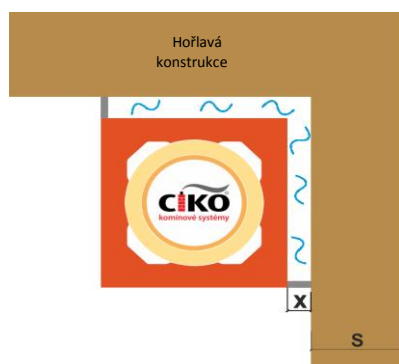 Hořlavá
konstrukce
CIKO
komínové systémy
X
S